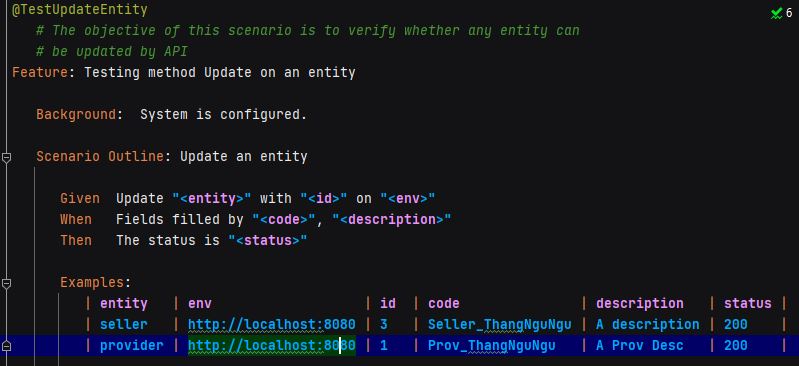 @TestUpdateEntity
6
# The objective of this scenario is to verify whether any entity can
# be updated by API
Feature: Testing method Update on an entity
Background:  System is configured.
Scenario Outline: Update an entity
Given  Update "<entity>" with "<id>" on "<env>"
When   Fields filled by "<code>", "<description>"
Then   The status is "<status>"
Examples:
| entity   | env                   | id  | code              | description   | status |
| seller   | http://localhost:8080 | 3   | Seller_ThangNguNgu | A description | 200    |
| provider | http://localhost:8080 | 1   | Prov_ThangNguNgu   | A Prov Desc   | 200    |